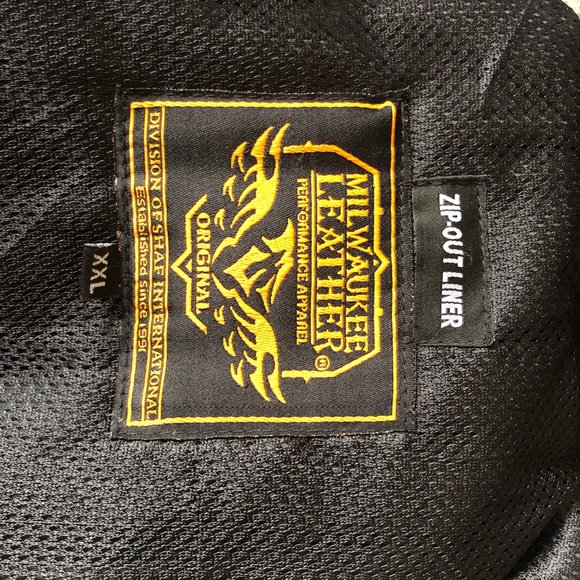 ZIP-OUT LINER
MILWAUKEE
LEATHER®
PERFORMANCE APPAREL
ORIGINAL
DIVISION OF SHAF INTERNATIONAL
Established since 1991
XXL